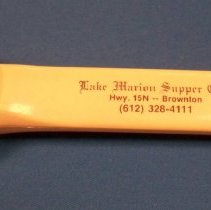 Lake Marion Supper
Hwy. 15N -- Brownton
(612) 328-4111